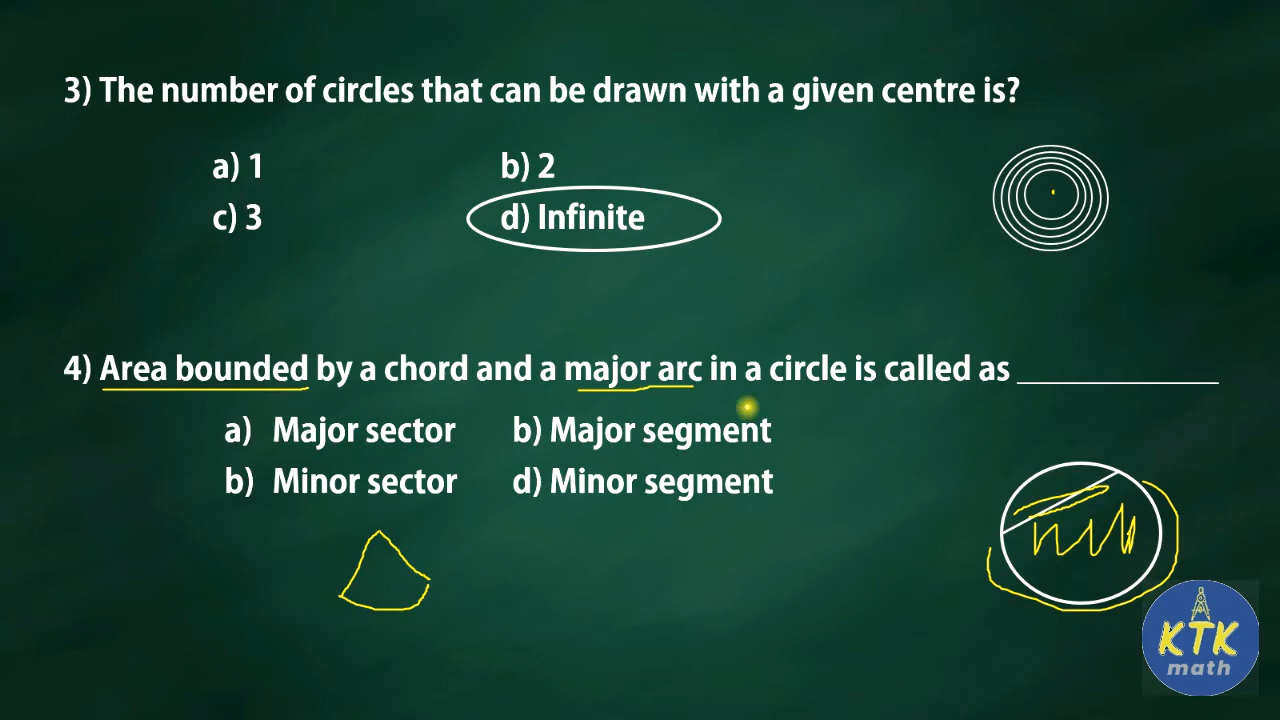 3) The number of circles that can be drawn with a given centre is?
a) 1 b) 2
c) 3 d) Infinite
4) Area bounded by a chord and a major arc in a circle is called as ____________
a) Major sector b) Major segment
b) Minor sector d) Minor segment
KTK
math